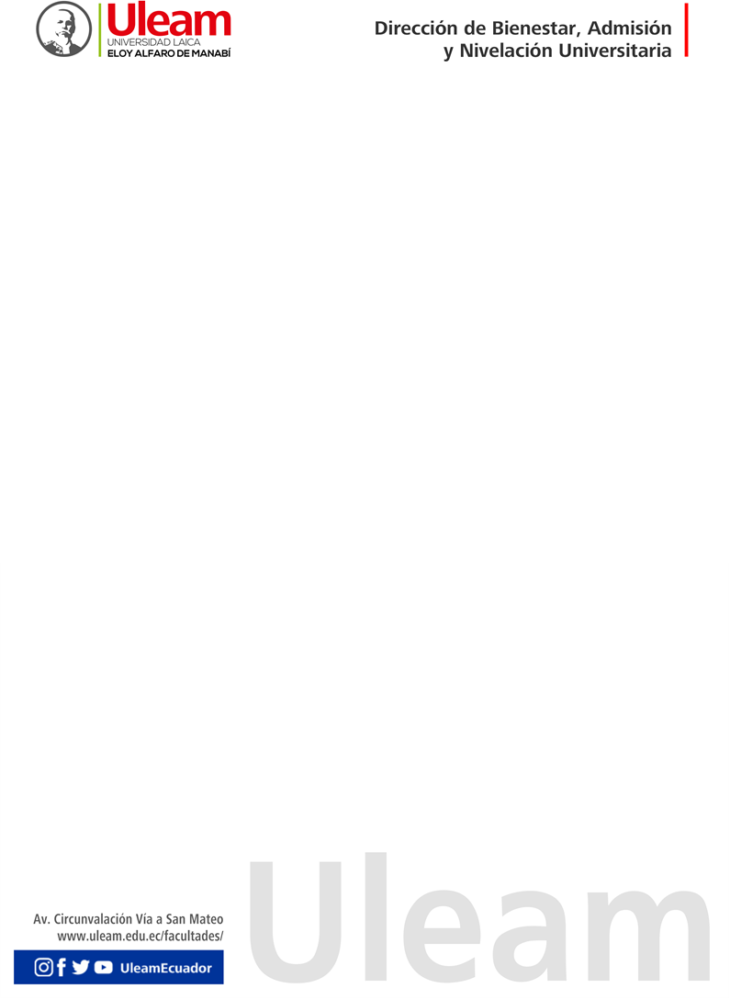 Uleam
UNIVERSIDAD LAICA
ELOY ALFARO DE MANABÍ
Dirección de Bienestar, Admisión
y Nivelación Universitaria
Av. Circunvalación Vía a San Mateo
www.uleam.edu.ec/facultades/
UleamEcuador
Uleam